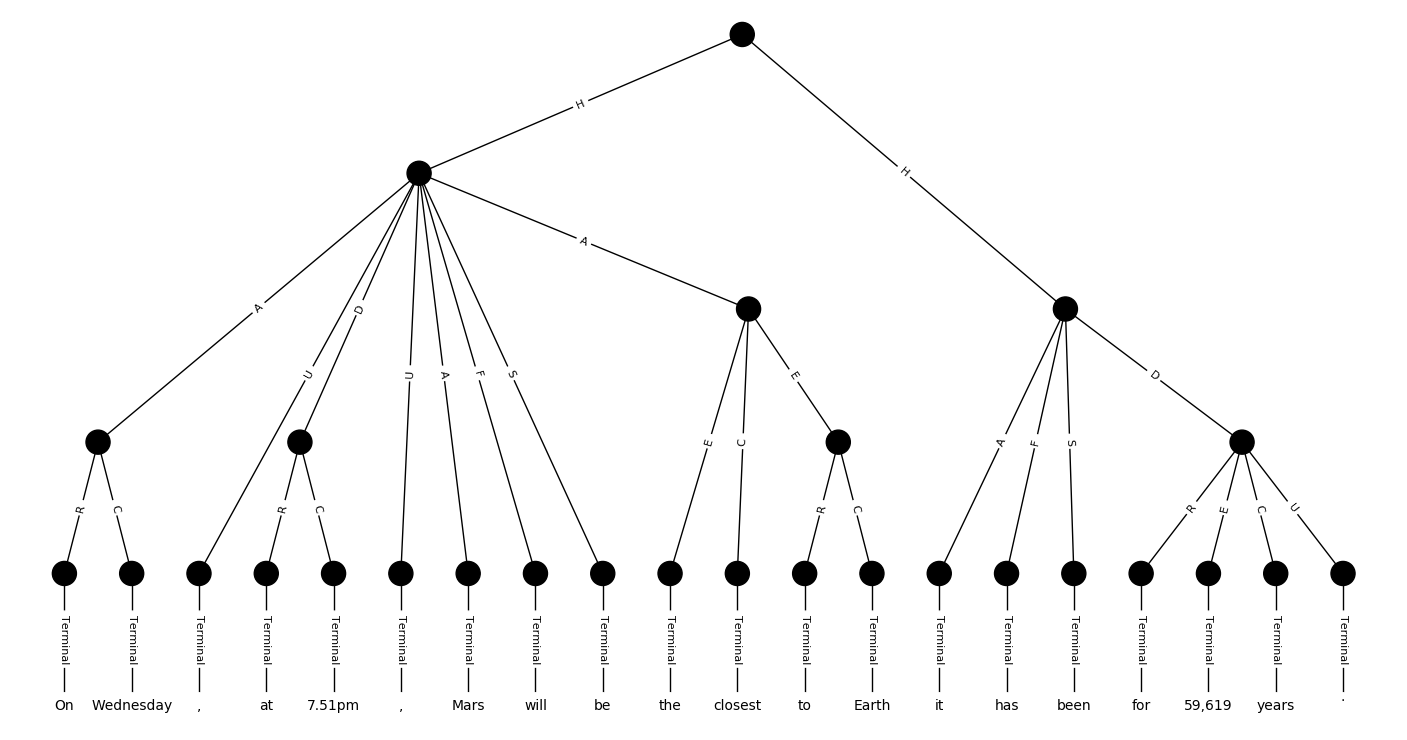 H
H
A
A
U
D
U
A
F
S
E
D
E
C
A
F
S
R
C
R
C
R
C
R
E
C
U
Terminal Terminal Terminal Terminal Terminal Terminal Terminal Terminal Terminal Terminal Terminal Terminal Terminal Terminal Terminal Terminal Terminal Terminal Terminal Terminal
On Wednesday , at 7.51pm , Mars will be the closest to Earth it has been for 59,619 years .